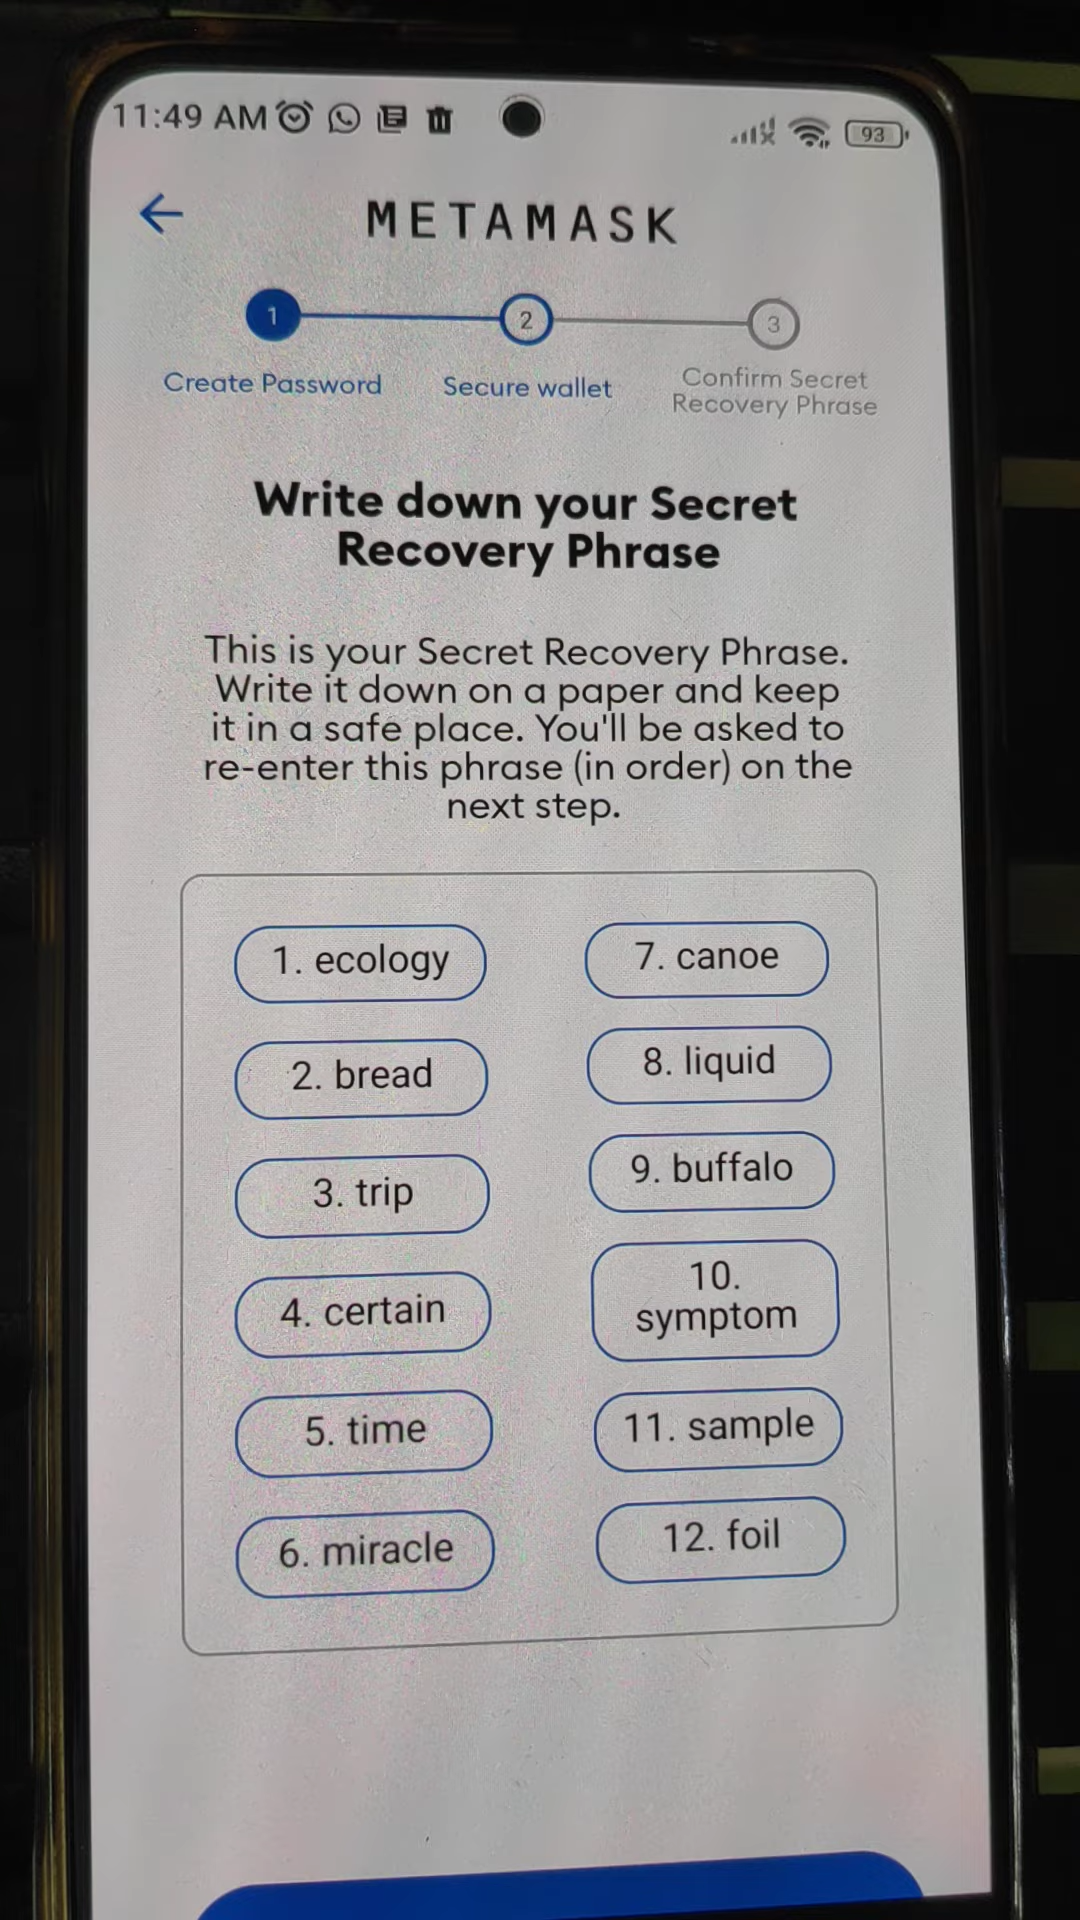 11:49 AM
93
METAMASK
1
2
3
Create Password
Secure wallet
Confirm Secret
Recovery Phrase
Write down your Secret
Recovery Phrase
This is your Secret Recovery Phrase.
Write it down on a paper and keep
it in a safe place. You'll be asked to
re-enter this phrase (in order) on the
next step.
1. ecology
2. bread
3. trip
4. certain
5. time
6. miracle
7. canoe
8. liquid
9. buffalo
10.
symptom
11. sample
12. foil